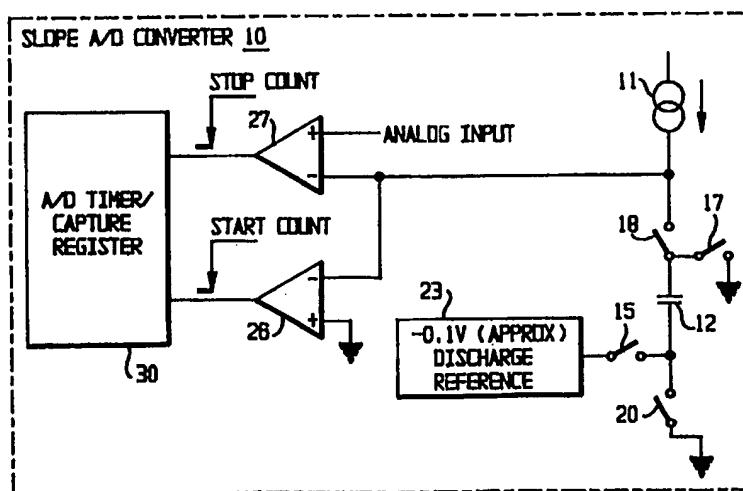 SLOPE A/D CONVERTER 10
STOP COUNT
27
+
ANALOG INPUT
-
11
A/D TIMER/
CAPTURE
REGISTER
START COUNT
18
17
-
+
26
23
-0.1V (APPROX)
DISCHARGE
REFERENCE
15
12
20
30